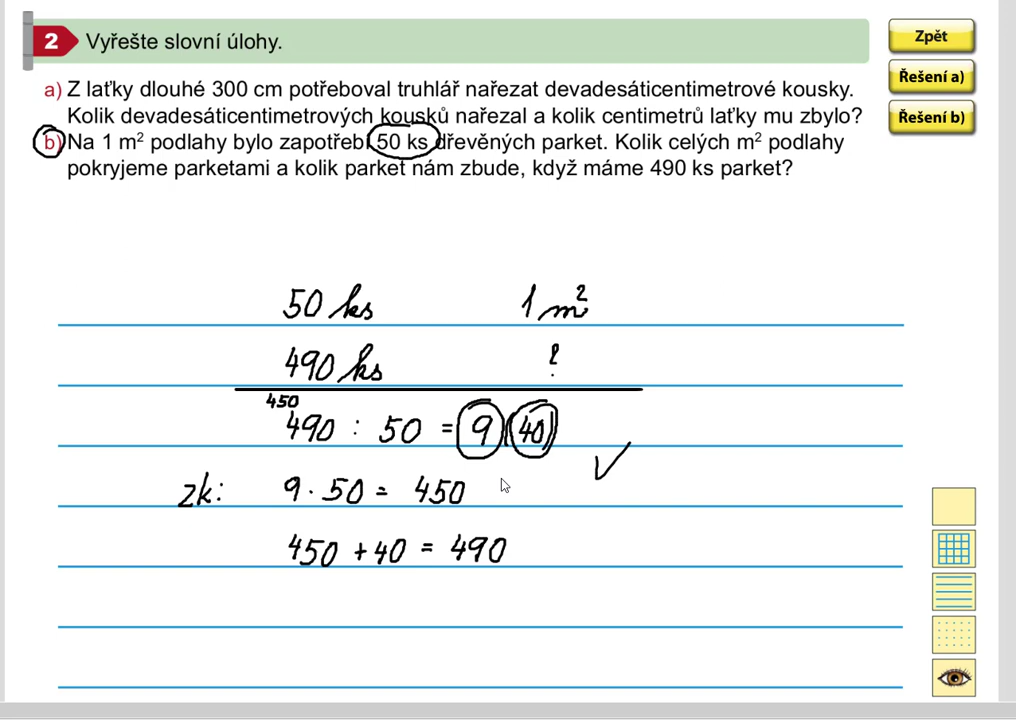 2 Vyřešte slovní úlohy.
Zpět
Řešení a)
Řešení b)
a) Z laťky dlouhé 300 cm potřeboval truhlář nařezat devadesáticentimetrové kousky.
Kolik devadesáticentimetrových kousků nařezal a kolik centimetrů laťky mu zbylo?
b) Na 1 m² podlahy bylo zapotřebí 50 ks dřevěných parket. Kolik celých m² podlahy
pokryjeme parketami a kolik parket nám zbude, když máme 490 ks parket?
50 ks 1 m²
490 ks ?
450
490 : 50 = 9 (40)
zk: 9 · 50 = 450
450 + 40 = 490